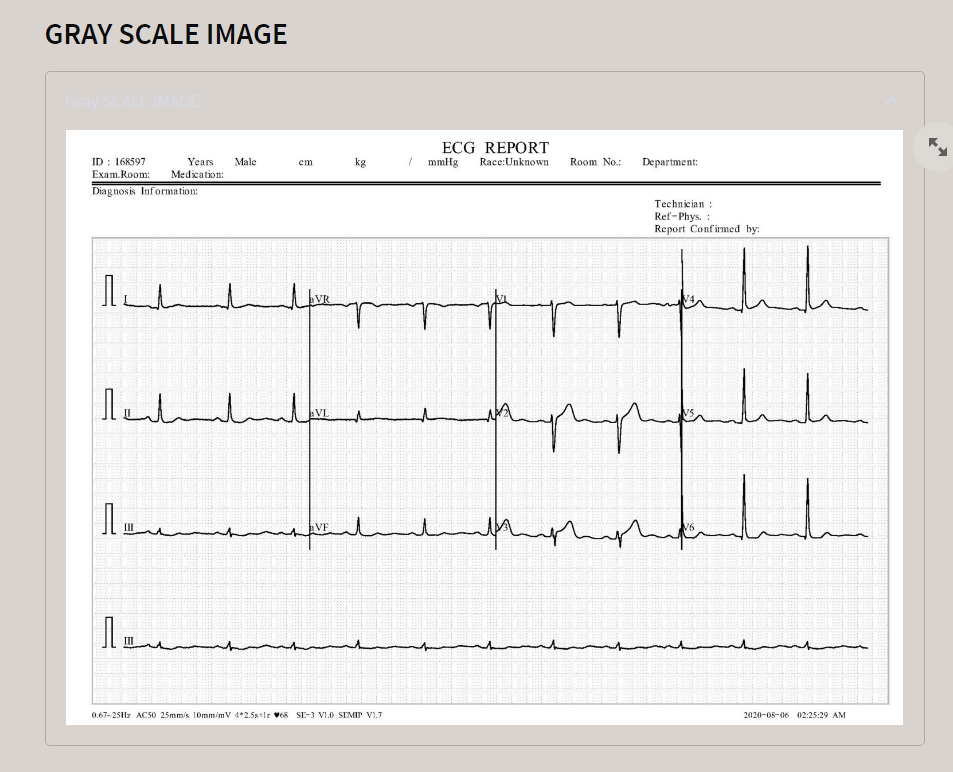 GRAY SCALE IMAGE
Gray SCALE IMAGE
ECG REPORT
ID : 168597 Years Male cm kg / mmHg Race:Unknown Room No.: Department:
Exam.Room: Medication:
Diagnosis Information:
Technician :
Ref-Phys. :
Report Confirmed by:
I aVR V1 V4
II aVL V2 V5
III aVF V3 V6
III
0.67~25Hz AC50 25mm/s 10mm/mV 4*2.5s+1r ♥68 SE-3 V1.0 SEMIP V1.7 2020-08-06 02:25:29 AM